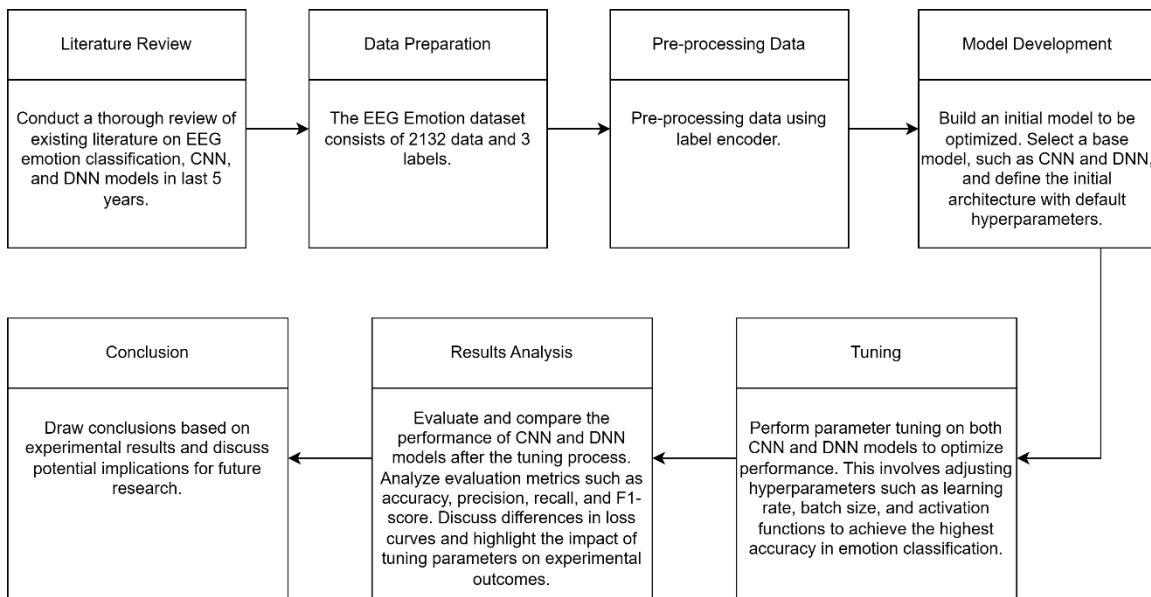 Literature Review
Conduct a thorough review of
existing literature on EEG
emotion classification, CNN,
and DNN models in last 5
years.
Data Preparation
The EEG Emotion dataset
consists of 2132 data and 3
labels.
Pre-processing Data
Pre-processing data using
label encoder.
Model Development
Build an initial model to be
optimized. Select a base
model, such as CNN and DNN,
and define the initial
architecture with default
hyperparameters.
Tuning
Perform parameter tuning on both
CNN and DNN models to optimize
performance. This involves adjusting
hyperparameters such as learning
rate, batch size, and activation
functions to achieve the highest
accuracy in emotion classification.
Results Analysis
Evaluate and compare the
performance of CNN and DNN
models after the tuning process.
Analyze evaluation metrics such as
accuracy, precision, recall, and F1-
score. Discuss differences in loss
curves and highlight the impact of
tuning parameters on experimental
outcomes.
Conclusion
Draw conclusions based on
experimental results and discuss
potential implications for future
research.